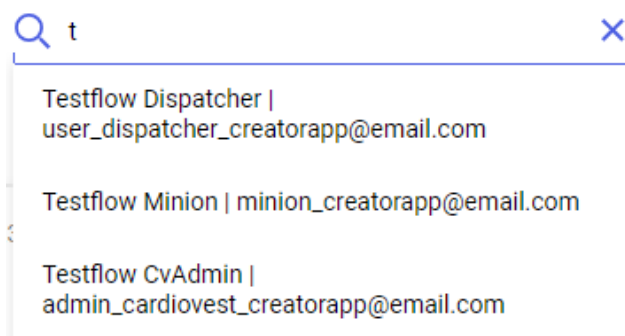 t
Testflow Dispatcher |
user_dispatcher_creatorapp@email.com
Testflow Minion | minion_creatorapp@email.com
Testflow CvAdmin |
admin_cardiovest_creatorapp@email.com